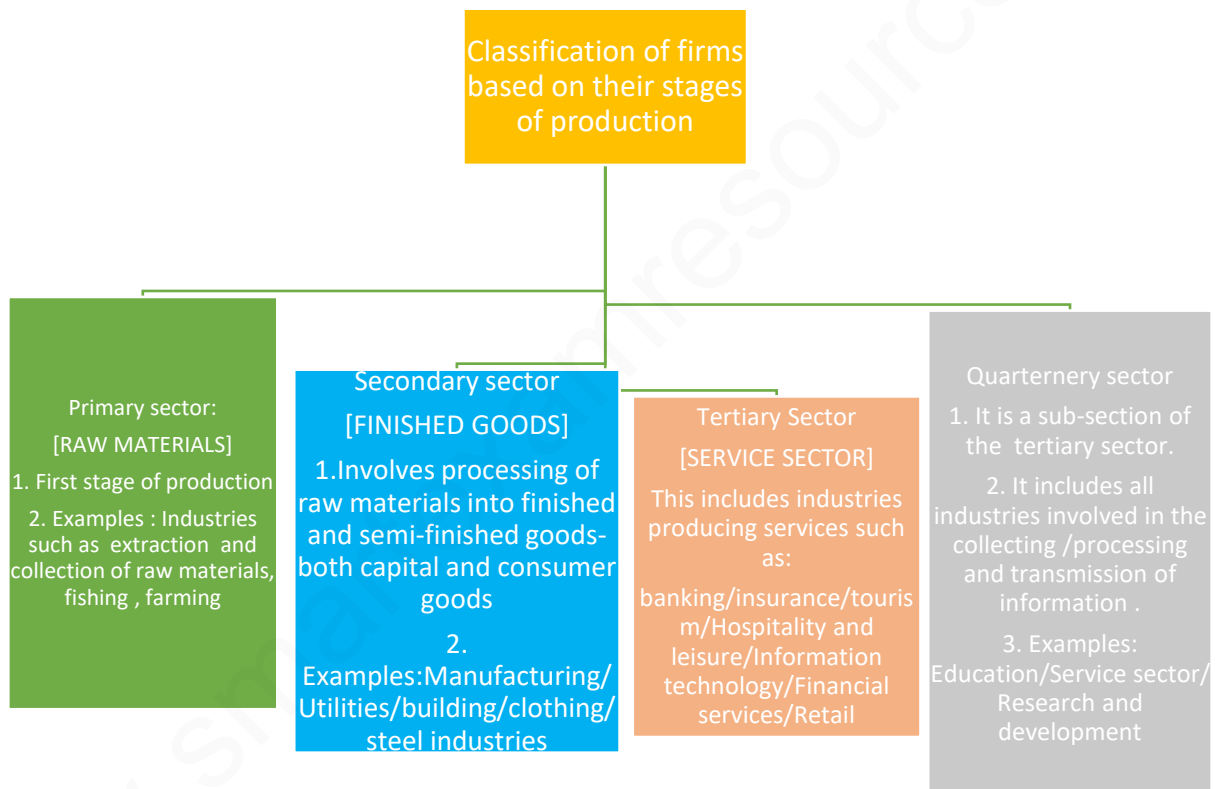 Classification of firms
based on their stages
of production
Primary sector:
[RAW MATERIALS]
1. First stage of production
2. Examples : Industries
such as extraction and
collection of raw materials,
fishing , farming
Secondary sector
[FINISHED GOODS]
1.Involves processing of
raw materials into finished
and semi-finished goods-
both capital and consumer
goods
2.
Examples:Manufacturing/
Utilities/building/clothing/
steel industries
Tertiary Sector
[SERVICE SECTOR]
This includes industries
producing services such
as:
banking/insurance/touris
m/Hospitality and
leisure/Information
technology/Financial
services/Retail
Quarternery sector
1. It is a sub-section of
the tertiary sector.
2. It includes all
industries involved in the
collecting /processing
and transmission of
information .
3. Examples:
Education/Service sector/
Research and
development